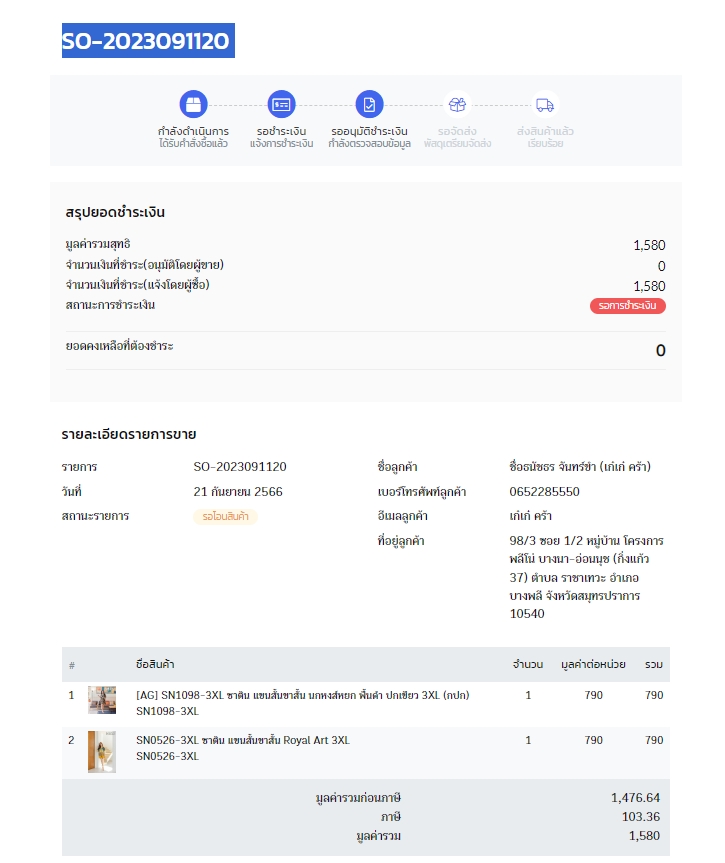 SO-2023091120
กำลังดำเนินการ
ได้รับคำสั่งซื้อแล้ว
รอชำระเงิน
แจ้งการชำระเงิน
รออนุมัติชำระเงิน
กำลังตรวจสอบข้อมูล
รอจัดส่ง
พัสดุเตรียมจัดส่ง
ส่งสินค้าแล้ว
เรียบร้อย
สรุปยอดชำระเงิน
มูลค่ารวมสุทธิ 1,580
จำนวนเงินที่ชำระ(อนุมัติโดยผู้ขาย) 0
จำนวนเงินที่ชำระ(แจ้งโดยผู้ซื้อ) 1,580
สถานะการชำระเงิน รอการชำระเงิน
ยอดคงเหลือที่ต้องชำระ 0
รายละเอียดรายการขาย
รายการ SO-2023091120
วันที่ 21 กันยายน 2566
สถานะรายการ รอโอนสินค้า
ชื่อลูกค้า ชื่อธนัชธร จันทร์ขำ (เก๋เก๋ ครัว)
เบอร์โทรศัพท์ลูกค้า 0652285550
อีเมลลูกค้า เก๋เก๋ ครัว
ที่อยู่ลูกค้า 98/3 ซอย 1/2 หมู่บ้าน โครงการ
พลีโน่ บางนา-อ่อนนุช (กิ่งแก้ว
37) ตำบล ราชาเทวะ อำเภอ
บางพลี จังหวัดสมุทรปราการ
10540
# ชื่อสินค้า จำนวน มูลค่าต่อหน่วย รวม
1 [AG] SN1098-3XL ซาติน แขนสั้นขาสั้น นกหงส์หยก พื้นดำ ปกเขียว 3XL (กปก) 1 790 790
SN1098-3XL
2 SN0526-3XL ซาติน แขนสั้นขาสั้น Royal Art 3XL 1 790 790
SN0526-3XL
มูลค่ารวมก่อนภาษี 1,476.64
ภาษี 103.36
มูลค่ารวม 1,580